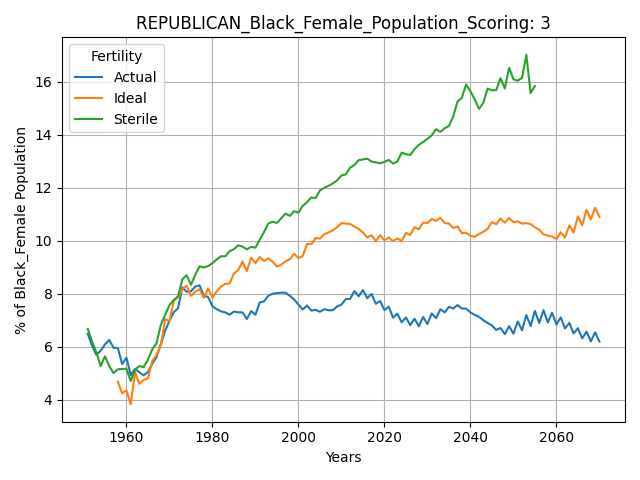 REPUBLICAN_Black_Female_Population_Scoring: 3
Fertility
Actual
Ideal
Sterile
% of Black_Female Population
16
14
12
10
8
6
4
1960 1980 2000 2020 2040 2060
Years